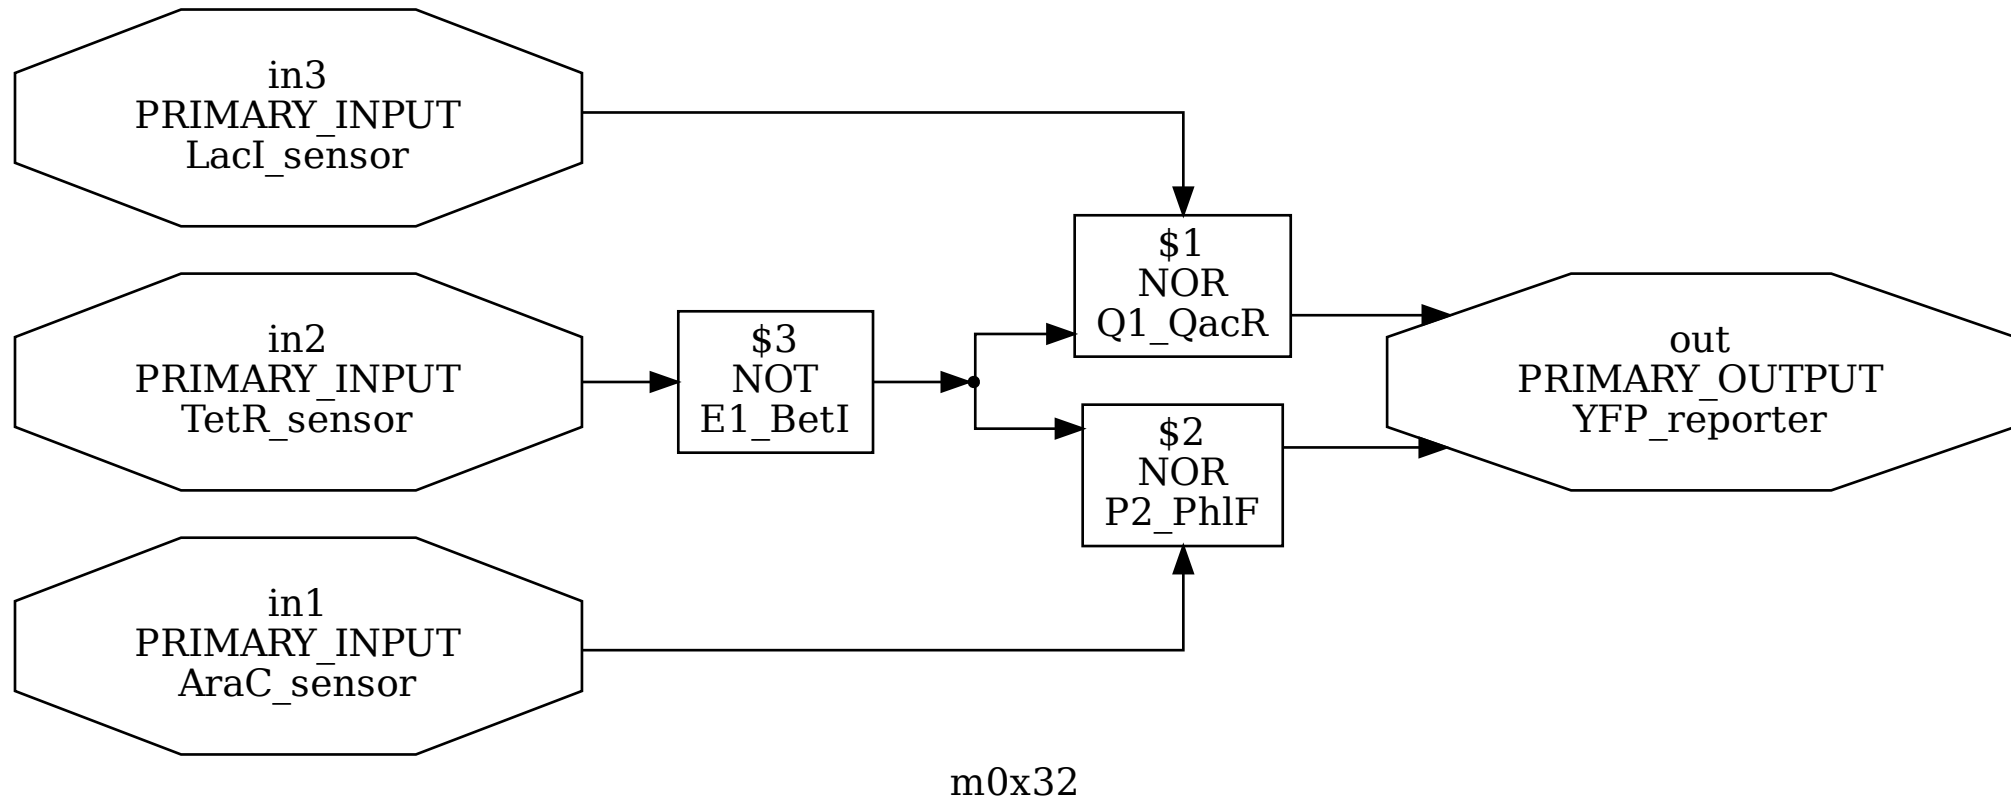 in3
PRIMARY_INPUT
LacI_sensor
in2
PRIMARY_INPUT
TetR_sensor
in1
PRIMARY_INPUT
AraC_sensor
$3
NOT
E1_BetI
$1
NOR
Q1_QacR
$2
NOR
P2_PhlF
out
PRIMARY_OUTPUT
YFP_reporter
m0x32